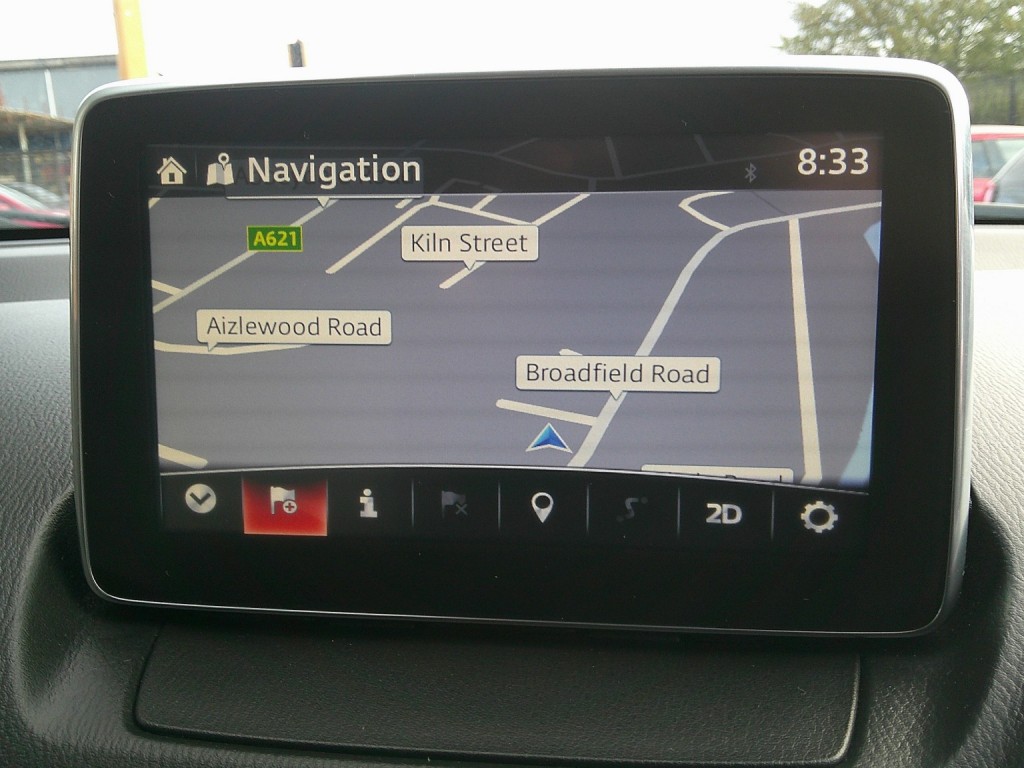 Navigation
8:33
A621
Kiln Street
Aizlewood Road
Broadfield Road
2D